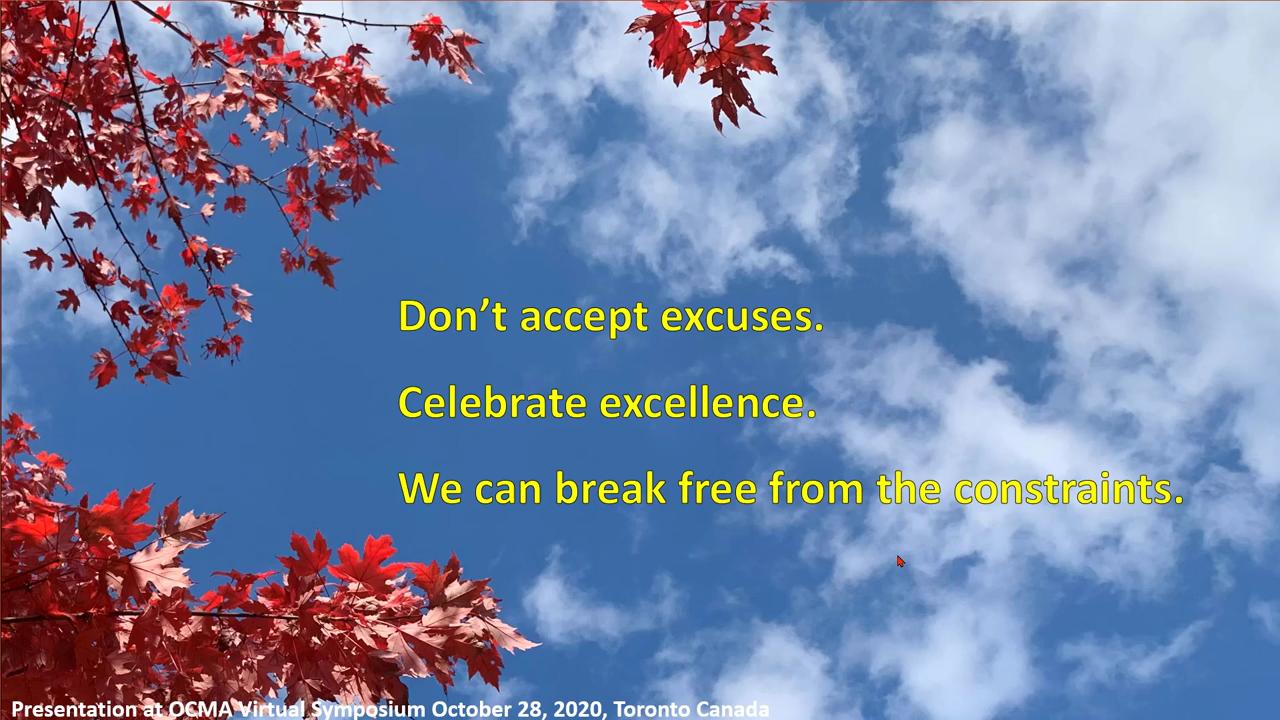 Don’t accept excuses.
Celebrate excellence.
We can break free from the constraints.
Presentation at OCMA Virtual Symposium October 28, 2020, Toronto Canada